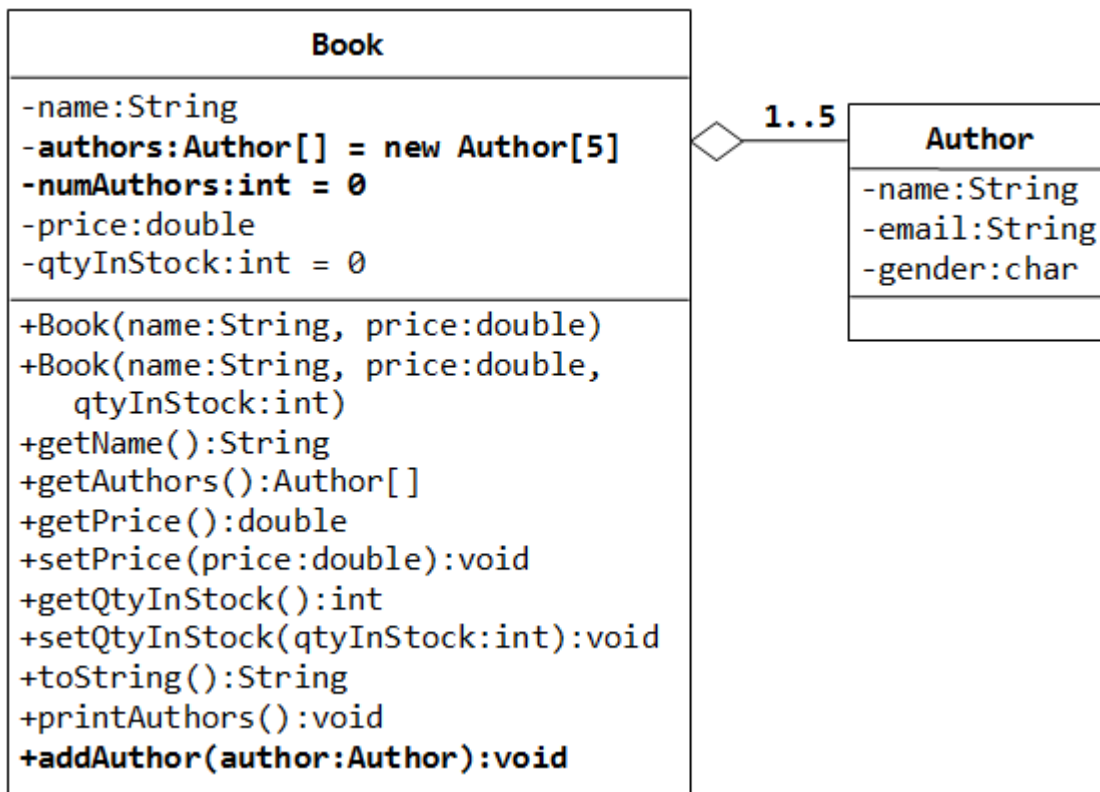 Book
-name:String
-authors:Author[] = new Author[5]
-numAuthors:int = 0
-price:double
-qtyInStock:int = 0
+Book(name:String, price:double)
+Book(name:String, price:double,
qtyInStock:int)
+getName():String
+getAuthors():Author[]
+getPrice():double
+setPrice(price:double):void
+getQtyInStock():int
+setQtyInStock(qtyInStock:int):void
+toString():String
+printAuthors():void
+addAuthor(author:Author):void
1..5
Author
-name:String
-email:String
-gender:char